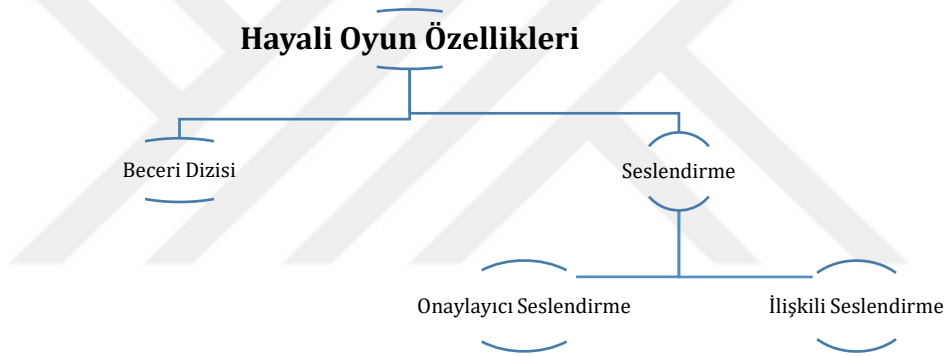 Hayali Oyun Özellikleri
Beceri Dizisi
Seslendirme
Onaylayıcı Seslendirme
İlişkili Seslendirme